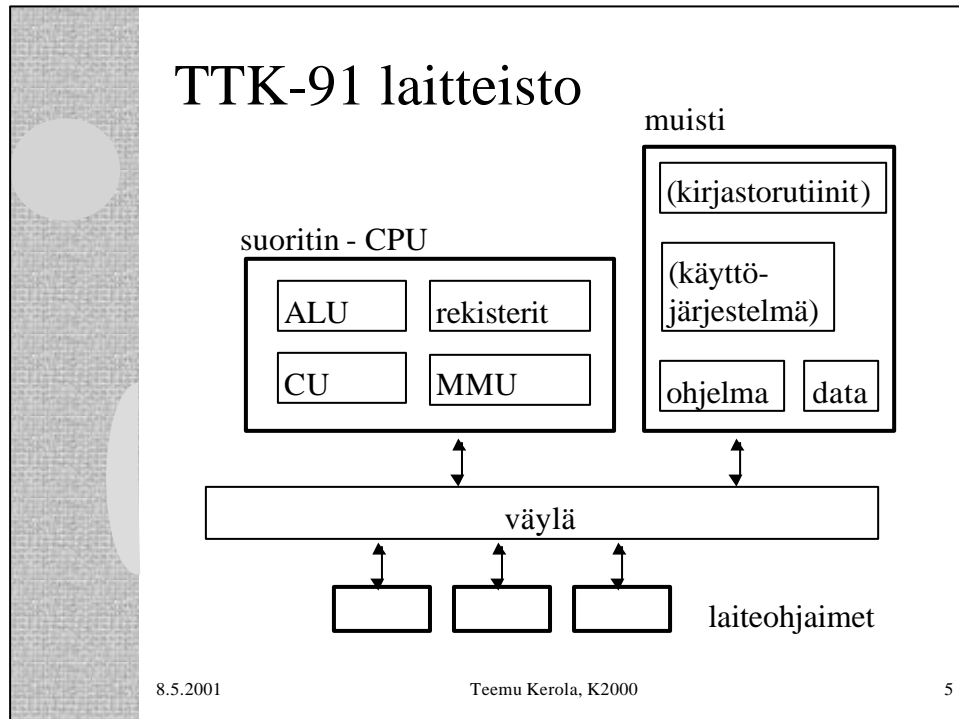 TTK-91 laitteisto
muisti
(kirjastorutiinit)
(käyttö-
järjestelmä)
ohjelma
data
suoritin - CPU
ALU
rekisterit
CU
MMU
väylä
laiteohjaimet
8.5.2001
Teemu Kerola, K2000
5